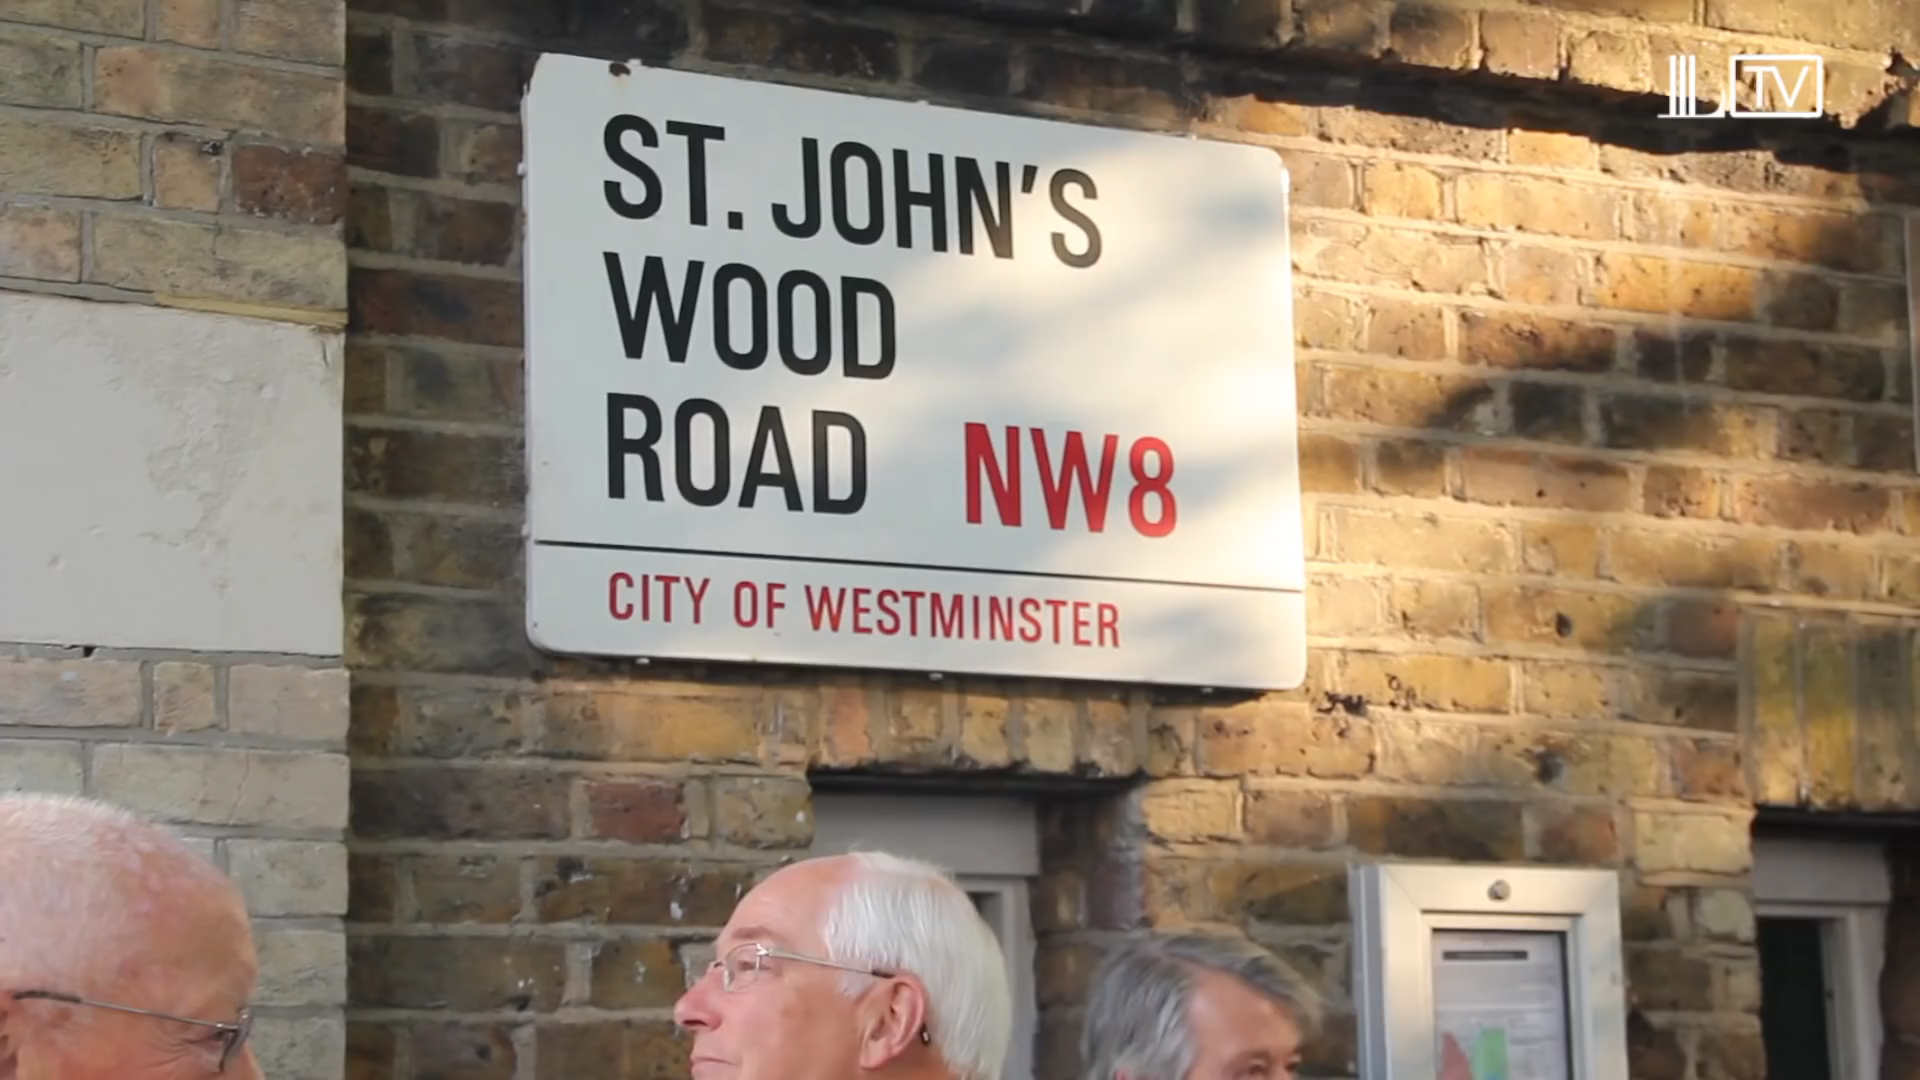 ST. JOHN'S
WOOD
ROAD NW8
CITY OF WESTMINSTER
TV